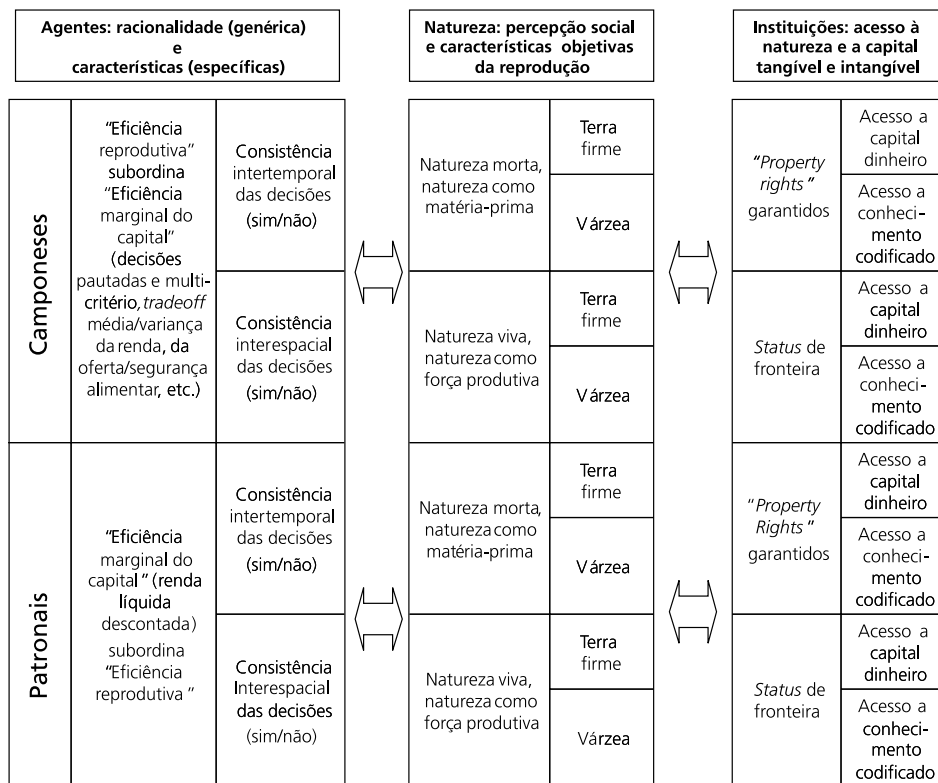 Agentes: racionalidade (genérica)
e
características (específicas)
Natureza: percepção social
e características objetivas
da reprodução
Instituições: acesso à
natureza e a capital
tangível e intangível
Camponeses
“Eficiência
reprodutiva”
subordina
“Eficiência
marginal do
capital”
(decisões
pautadas e multi-
critério, tradeoff
média/variança
da renda, da
oferta/segurança
alimentar, etc.)
Consistência
intertemporal
das decisões
(sim/não)
Consistência
interespacial
das decisões
(sim/não)
Natureza morta,
natureza como
matéria-prima
Terra
firme
Várzea
Natureza viva,
natureza como
força produtiva
Terra
firme
Várzea
“Property
rights”
garantidos
Acesso a
capital
dinheiro
Acesso a
conheci-
mento
codificado
Status de
fronteira
Acesso a
capital
dinheiro
Acesso a
conheci-
mento
codificado
Patronais
“Eficiência
marginal do
capital” (renda
líquida
descontada)
subordina
“Eficiência
reprodutiva ”
Consistência
intertemporal
das decisões
(sim/não)
Consistência
Interespacial
das decisões
(sim/não)
Natureza morta,
natureza como
matéria-prima
Terra
firme
Várzea
Natureza viva,
natureza como
força produtiva
Terra
firme
Várzea
“Property
Rights”
garantidos
Acesso a
capital
dinheiro
Acesso a
conheci-
mento
codificado
Status de
fronteira
Acesso a
capital
dinheiro
Acesso a
conheci-
mento
codificado